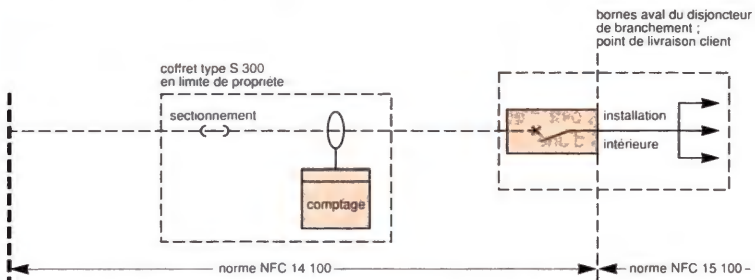 bornes aval du disjoncteur
de branchement ;
point de livraison client
coffret type S 300
en limite de propriété
sectionnement
installation
intérieure
comptage
norme NFC 14 100
norme NFC 15 100